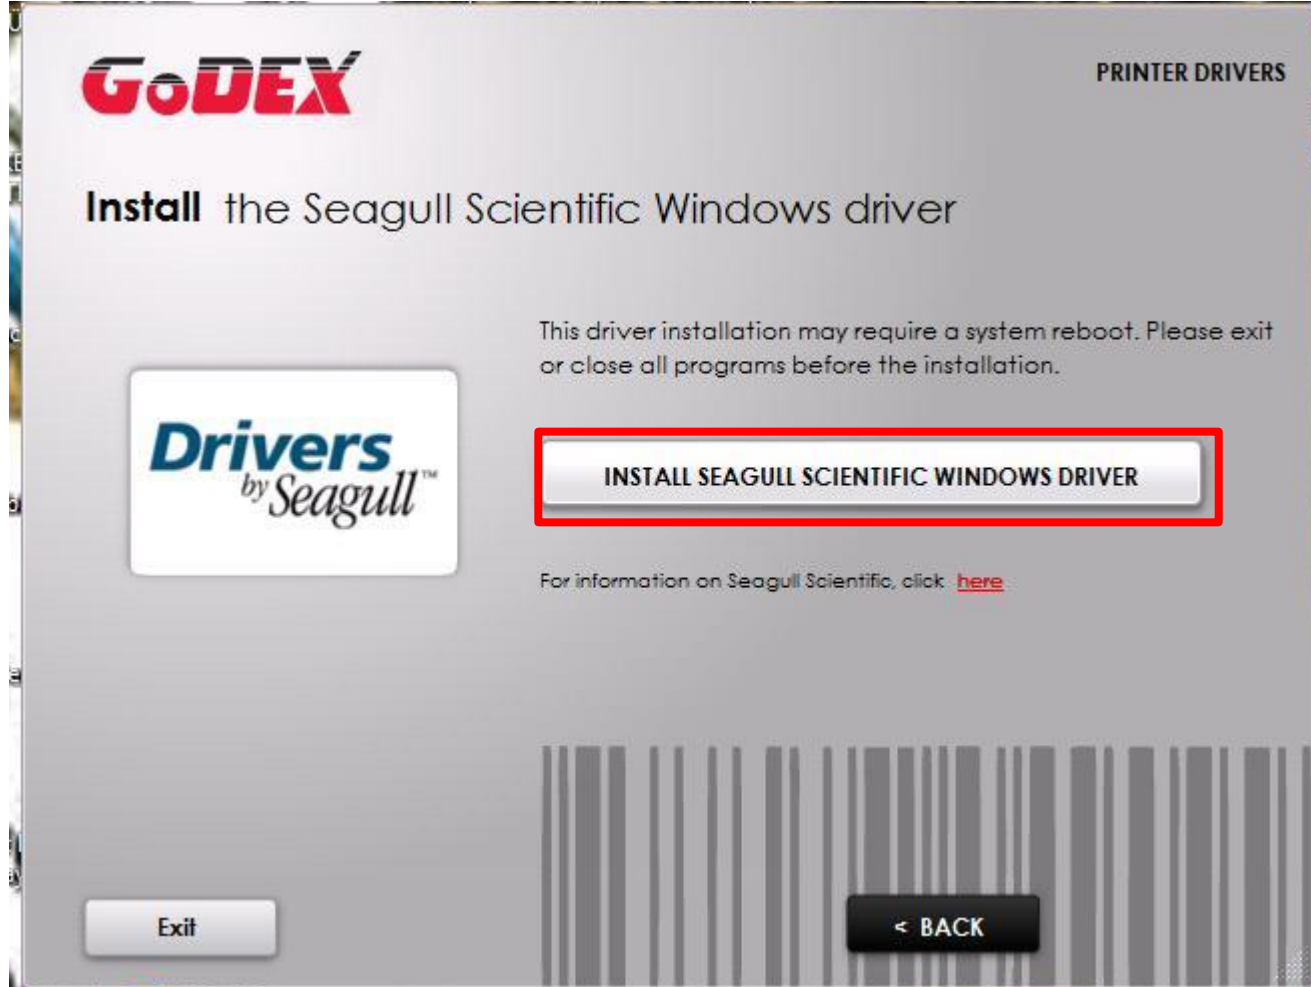 GoDEX
PRINTER DRIVERS
Install the Seagull Scientific Windows driver
This driver installation may require a system reboot. Please exit
or close all programs before the installation.
Drivers
by Seagull™
INSTALL SEAGULL SCIENTIFIC WINDOWS DRIVER
For information on Seagull Scientific, click here
Exit
< BACK